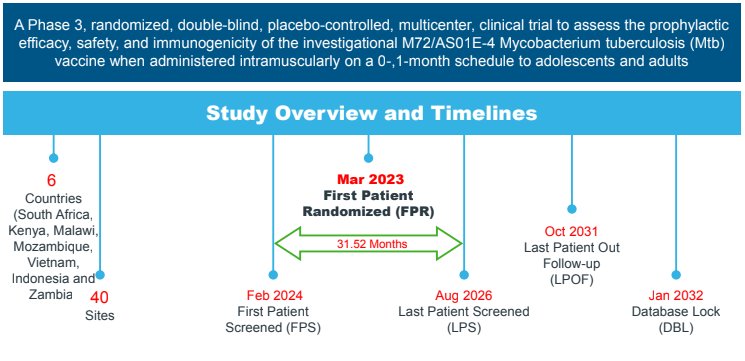 A Phase 3, randomized, double-blind, placebo-controlled, multicenter, clinical trial to assess the prophylactic
efficacy, safety, and immunogenicity of the investigational M72/AS01E-4 Mycobacterium tuberculosis (Mtb)
vaccine when administered intramuscularly on a 0-,1-month schedule to adolescents and adults
Study Overview and Timelines
6
Countries
(South Africa,
Kenya, Malawi,
Mozambique,
Vietnam,
Indonesia and
Zambia
40
Sites
Mar 2023
First Patient
Randomized (FPR)
31.52 Months
Feb 2024
First Patient
Screened (FPS)
Aug 2026
Last Patient Screened
(LPS)
Oct 2031
Last Patient Out
Follow-up
(LPOF)
Jan 2032
Database Lock
(DBL)